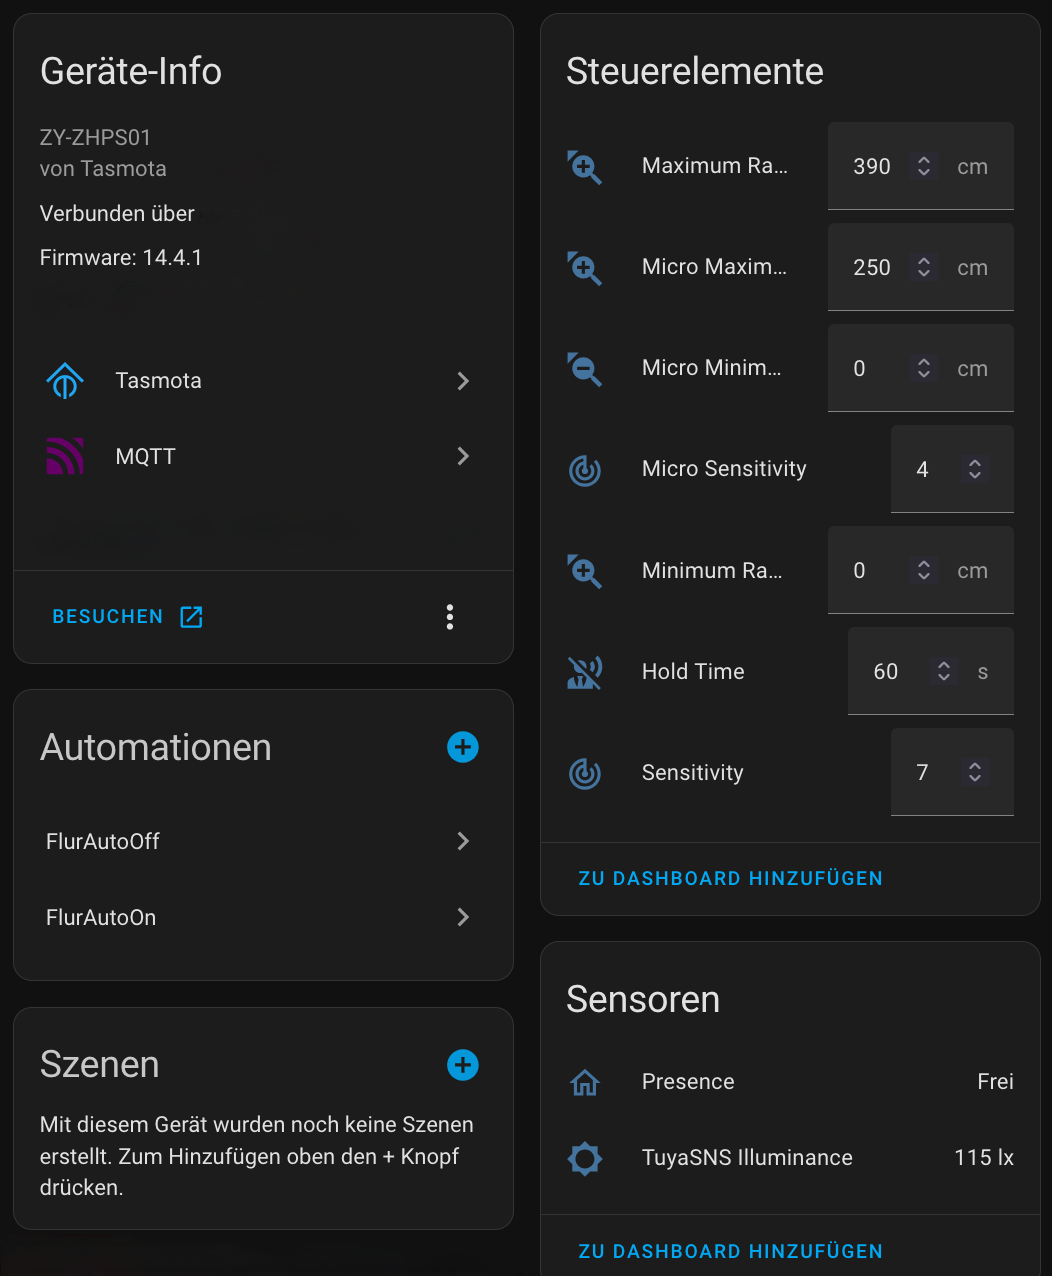 Geräte-Info
ZY-ZHPS01
von Tasmota
Verbunden über
Firmware: 14.4.1
Tasmota
MQTT
BESUCHEN
Automationen
FlurAutoOff
FlurAutoOn
Szenen
Mit diesem Gerät wurden noch keine Szenen
erstellt. Zum Hinzufügen oben den + Knopf
drücken.
Steuerelemente
Maximum Ra... 390 cm
Micro Maxim... 250 cm
Micro Minim... 0 cm
Micro Sensitivity 4
Minimum Ra... 0 cm
Hold Time 60 s
Sensitivity 7
ZU DASHBOARD HINZUFÜGEN
Sensoren
Presence Frei
TuyaSNS Illuminance 115 lx
ZU DASHBOARD HINZUFÜGEN